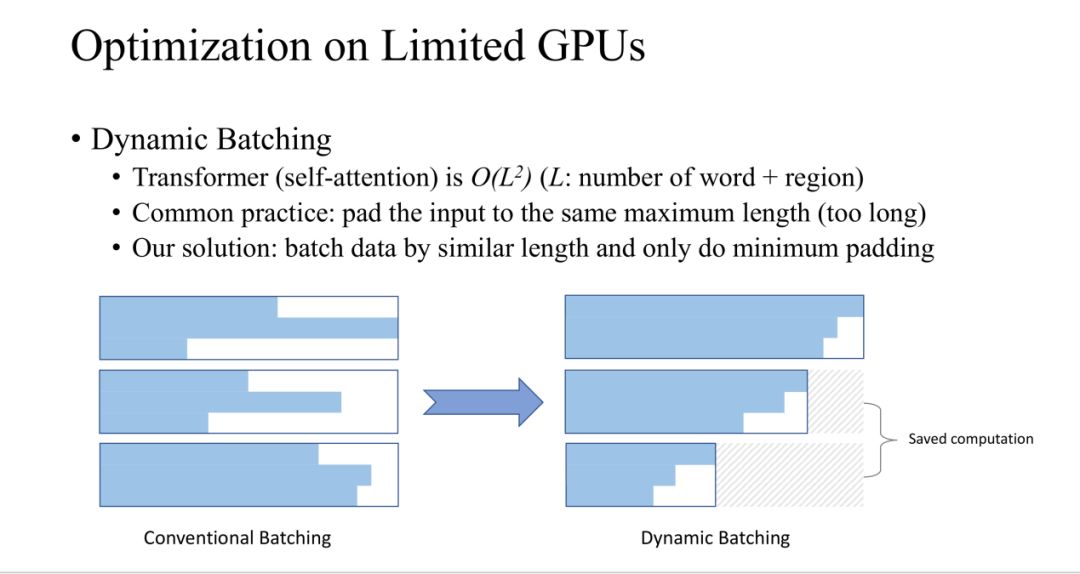 Optimization on Limited GPUs
• Dynamic Batching
• Transformer (self-attention) is O(L²) (L: number of word + region)
• Common practice: pad the input to the same maximum length (too long)
• Our solution: batch data by similar length and only do minimum padding
Saved computation
Conventional Batching
Dynamic Batching